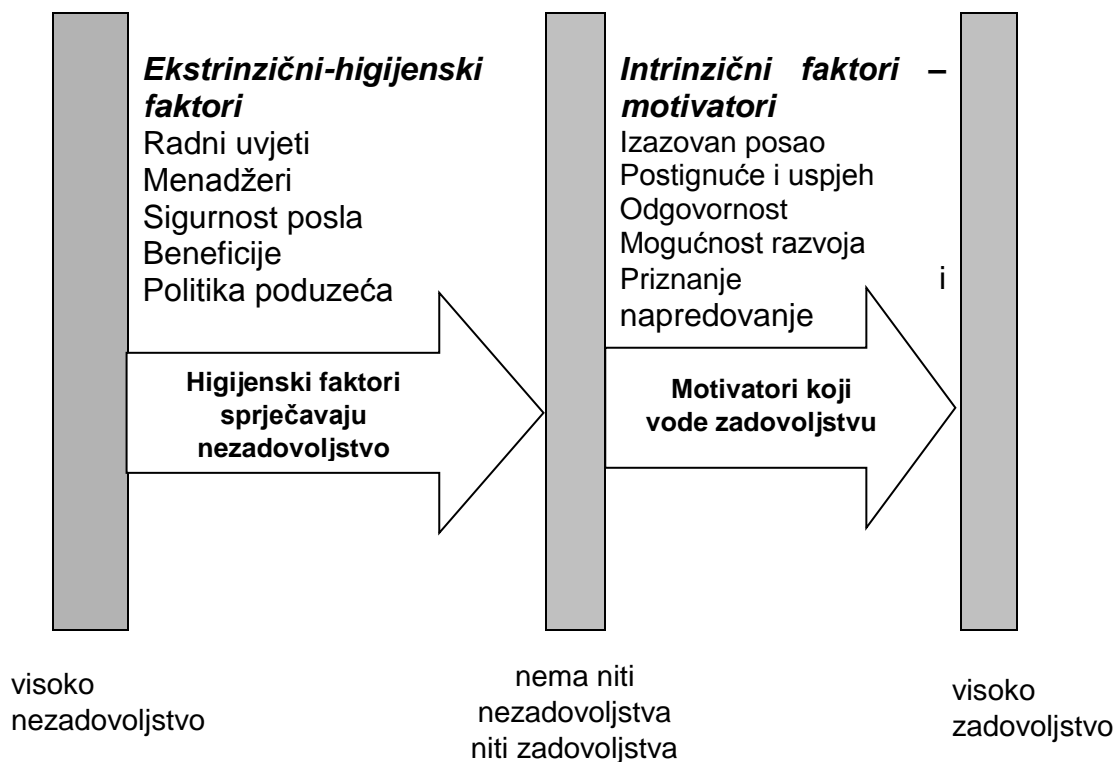 Ekstrinzični-higijenski
faktori
Radni uvjeti
Menadžeri
Sigurnost posla
Beneficije
Politika poduzeća
Higijenski faktori
sprječavaju
nezadovoljstvo
Intrinzični faktori –
motivatori
Izazovan posao
Postignuće i uspjeh
Odgovornost
Mogućnost razvoja
Priznanje i
napredovanje
Motivatori koji
vode zadovoljstvu
visoko
nezadovoljstvo
nema niti
nezadovoljstva
niti zadovoljstva
visoko
zadovoljstvo